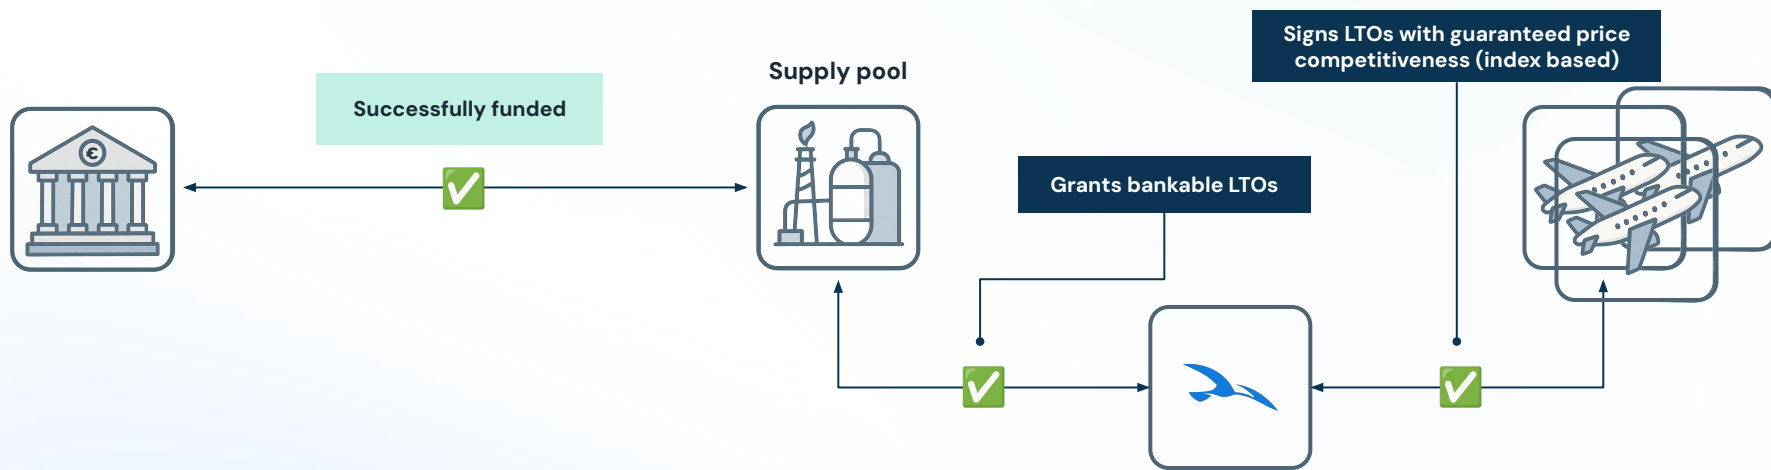 Signs LTOs with guaranteed price
competitiveness (index based)
Supply pool
Successfully funded
€
Grants bankable LTOs